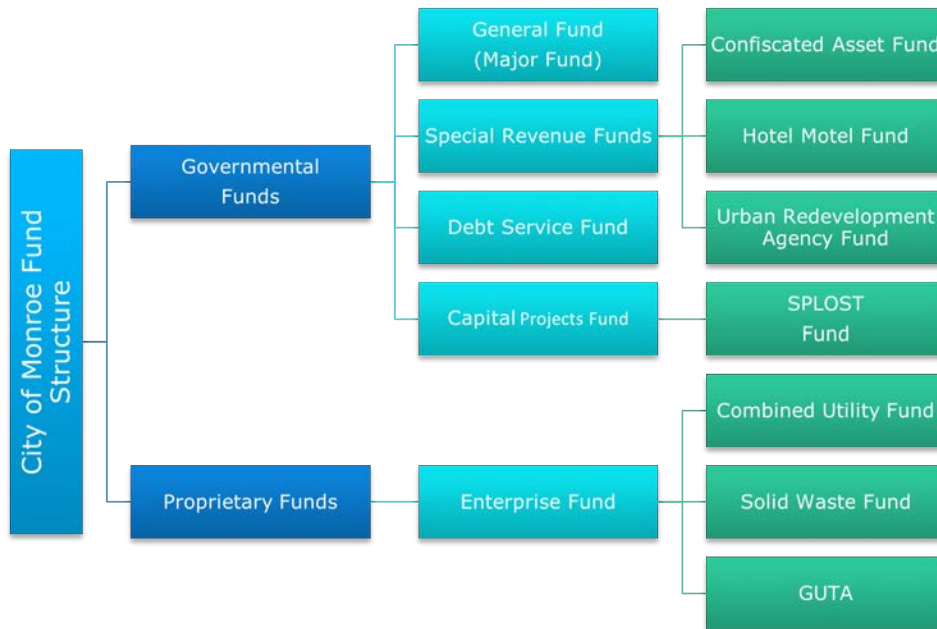 City of Monroe Fund
Structure
Governmental
Funds
General Fund
(Major Fund)
Special Revenue Funds
Confiscated Asset Fund
Hotel Motel Fund
Urban Redevelopment
Agency Fund
Debt Service Fund
Capital Projects Fund
SPLOST
Fund
Proprietary Funds
Enterprise Fund
Combined Utility Fund
Solid Waste Fund
GUTA